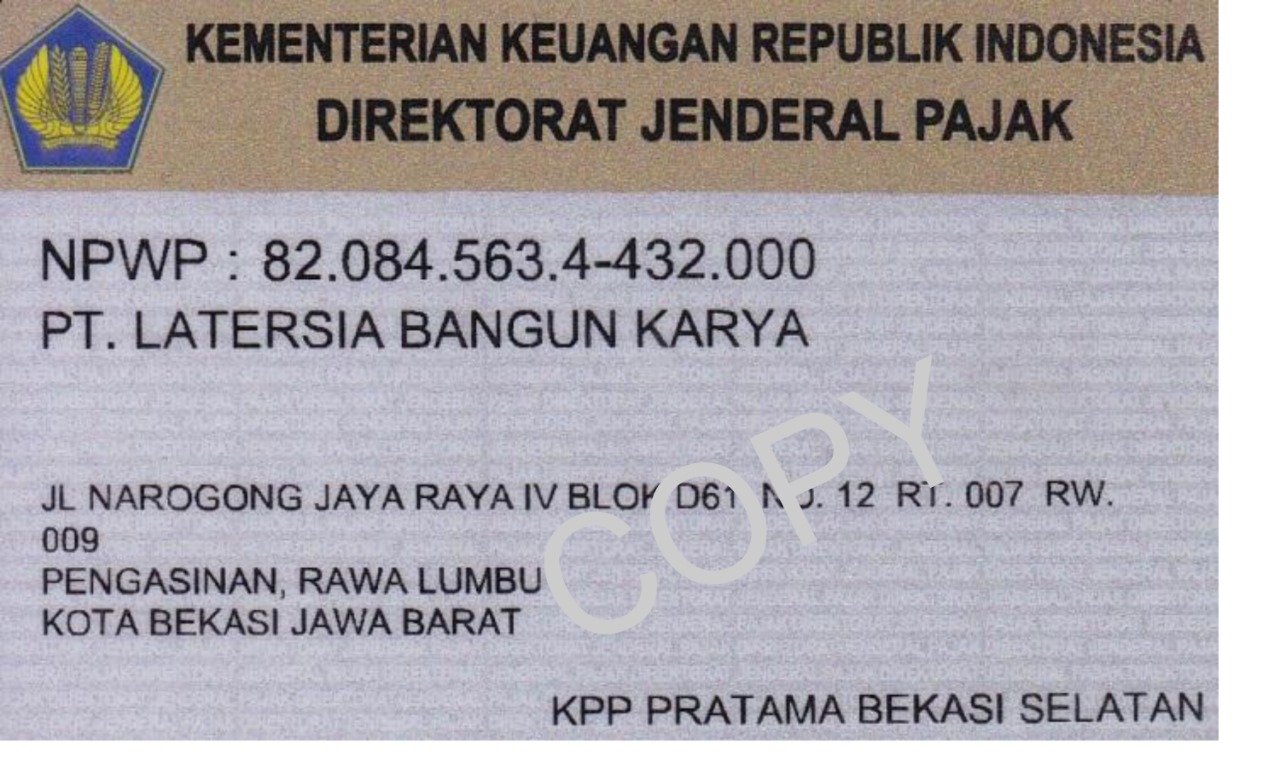 KEMENTERIAN KEUANGAN REPUBLIK INDONESIA
DIREKTORAT JENDERAL PAJAK
NPWP : 82.084.563.4-432.000
PT. LATERSIA BANGUN KARYA
JL NAROGONG JAYA RAYA IV BLOK D61 NO. 12 RT. 007 RW.
009
PENGASINAN, RAWA LUMBU
KOTA BEKASI JAWA BARAT
COPY
KPP PRATAMA BEKASI SELATAN